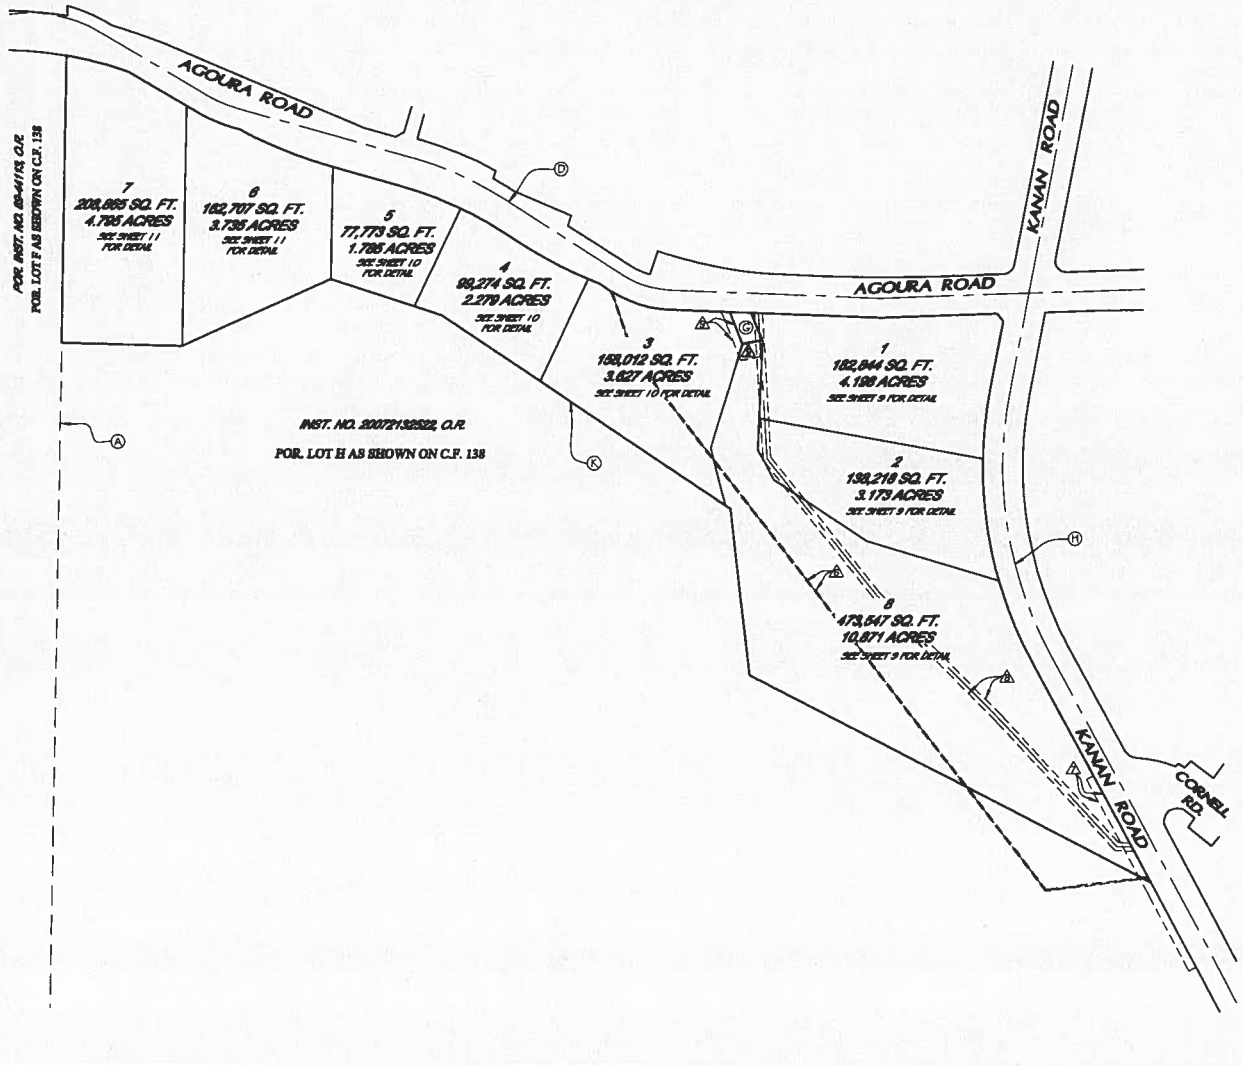 AGOURA ROAD
KANAN ROAD
POR. INST. NO. 89-44113, O.R.
POR. LOT F AS SHOWN ON C.F. 138
7
208,865 SQ. FT.
4.795 ACRES
SEE SHEET 11
FOR DETAIL
6
162,707 SQ. FT.
3.735 ACRES
SEE SHEET 11
FOR DETAIL
5
77,773 SQ. FT.
1.785 ACRES
SEE SHEET 10
FOR DETAIL
4
99,274 SQ. FT.
2.279 ACRES
SEE SHEET 10
FOR DETAIL
D
AGOURA ROAD
G
3
158,012 SQ. FT.
3.627 ACRES
SEE SHEET 10 FOR DETAIL
1
182,844 SQ. FT.
4.198 ACRES
SEE SHEET 9 FOR DETAIL
INST. NO. 20072132522, O.R.
POR. LOT H AS SHOWN ON C.F. 138
A
K
2
138,218 SQ. FT.
3.173 ACRES
SEE SHEET 9 FOR DETAIL
H
6
8
473,547 SQ. FT.
10.871 ACRES
SEE SHEET 9 FOR DETAIL
7
KANAN ROAD
CORNELL
RD.